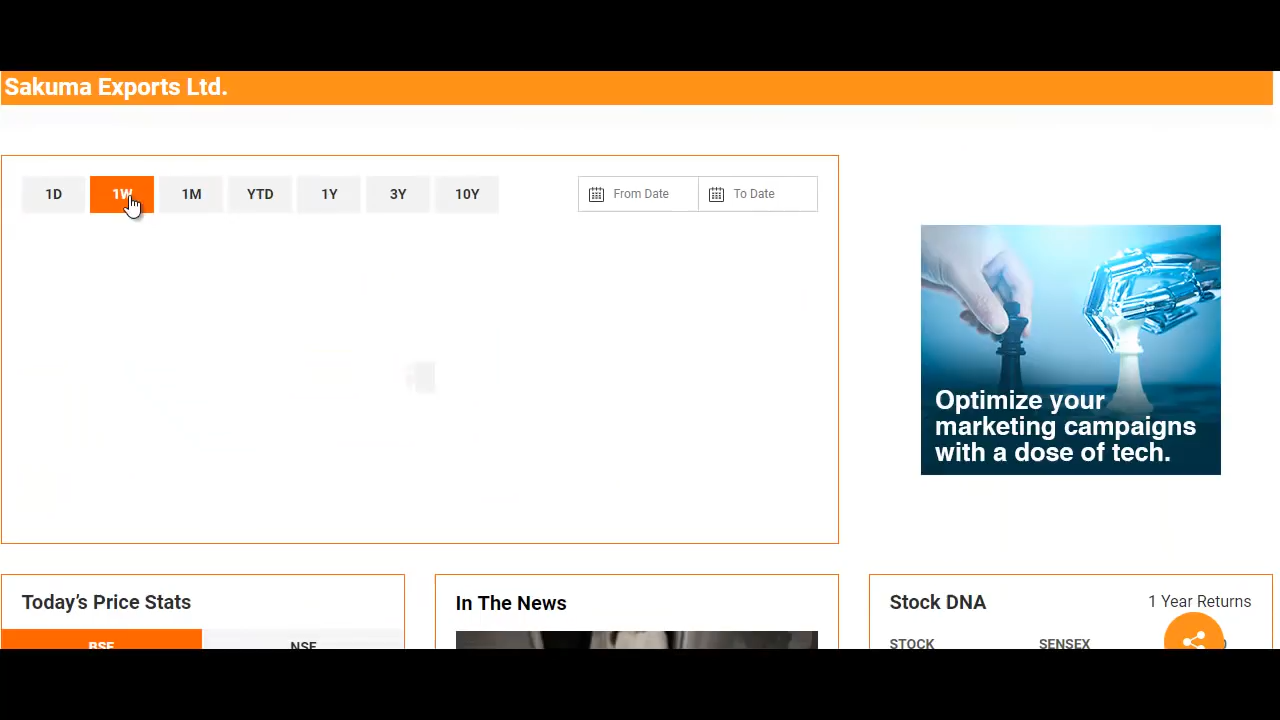 Sakuma Exports Ltd.
1D 1W 1M YTD 1Y 3Y 10Y From Date To Date
Optimize your
marketing campaigns
with a dose of tech.
Today’s Price Stats
BSE NSE
In The News
Stock DNA 1 Year Returns
STOCK SENSEX